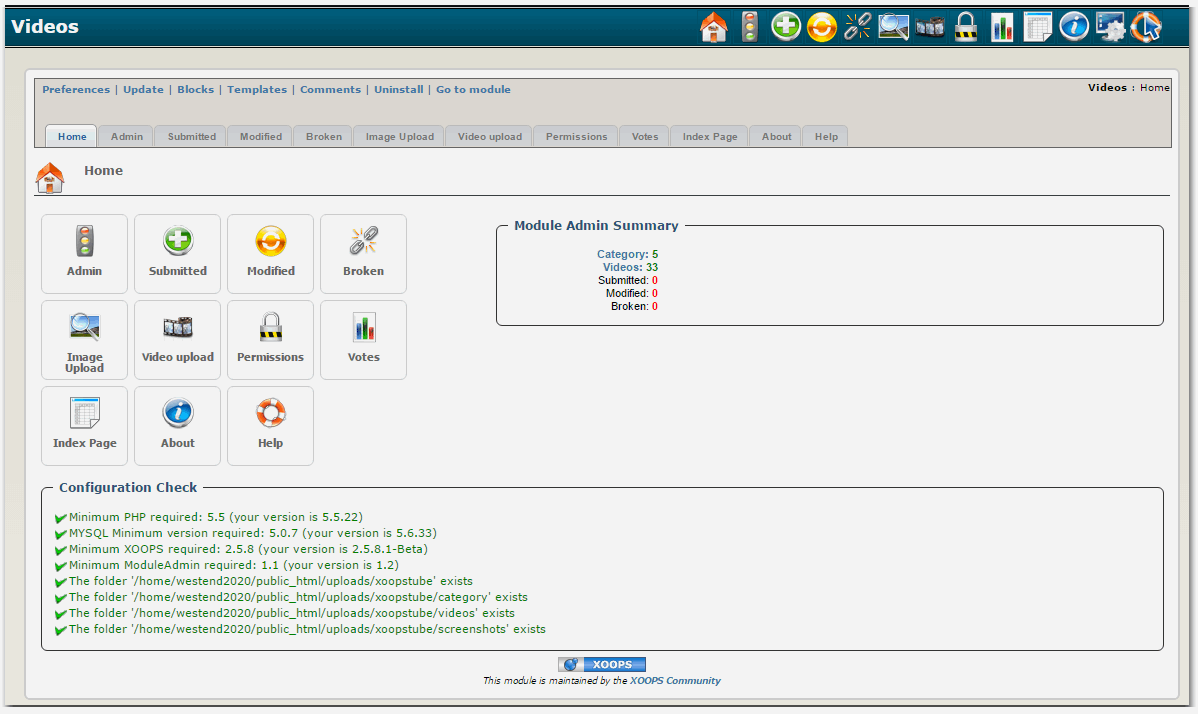 Videos
Preferences | Update | Blocks | Templates | Comments | Uninstall | Go to module
Videos : Home
Home Admin Submitted Modified Broken Image Upload Video upload Permissions Votes Index Page About Help
Home
Admin Submitted Modified Broken
Image
Upload
Video upload Permissions Votes
Index Page About Help
Module Admin Summary
Category: 5
Videos: 33
Submitted: 0
Modified: 0
Broken: 0
Configuration Check
Minimum PHP required: 5.5 (your version is 5.5.22)
MYSQL Minimum version required: 5.0.7 (your version is 5.6.33)
Minimum XOOPS required: 2.5.8 (your version is 2.5.8.1-Beta)
Minimum ModuleAdmin required: 1.1 (your version is 1.2)
The folder '/home/westend2020/public_html/uploads/xoopstube' exists
The folder '/home/westend2020/public_html/uploads/xoopstube/category' exists
The folder '/home/westend2020/public_html/uploads/xoopstube/videos' exists
The folder '/home/westend2020/public_html/uploads/xoopstube/screenshots' exists
XOOPS
This module is maintained by the XOOPS Community